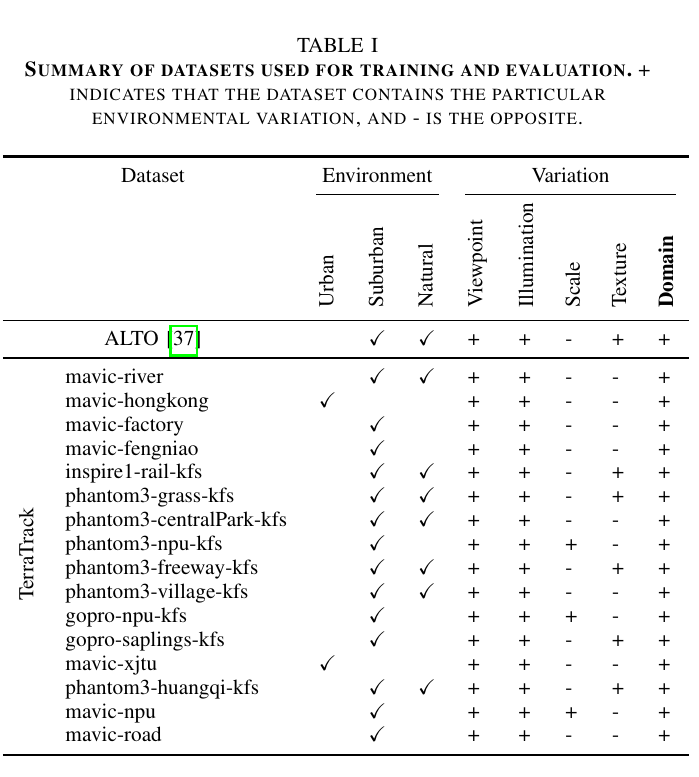 TABLE I
SUMMARY OF DATASETS USED FOR TRAINING AND EVALUATION. +
INDICATES THAT THE DATASET CONTAINS THE PARTICULAR
ENVIRONMENTAL VARIATION, AND - IS THE OPPOSITE.
Dataset Environment Variation
Urban Suburban Natural Viewpoint Illumination Scale Texture Domain
ALTO [37] ✓ ✓ + + - + +
TerraTrack
mavic-river ✓ ✓ + + - - +
mavic-hongkong ✓ + + - - +
mavic-factory ✓ + + - - +
mavic-fengniao ✓ + + - - +
inspire1-rail-kfs ✓ ✓ + + - + +
phantom3-grass-kfs ✓ ✓ + + - + +
phantom3-centralPark-kfs ✓ ✓ + + - - +
phantom3-npu-kfs ✓ + + + - +
phantom3-freeway-kfs ✓ ✓ + + - + +
phantom3-village-kfs ✓ ✓ + + - - +
gopro-npu-kfs ✓ + + + - +
gopro-saplings-kfs ✓ + + - + +
mavic-xjtu ✓ + + - - +
phantom3-huangqi-kfs ✓ ✓ + + - + +
mavic-npu ✓ + + + - +
mavic-road ✓ + + - - +